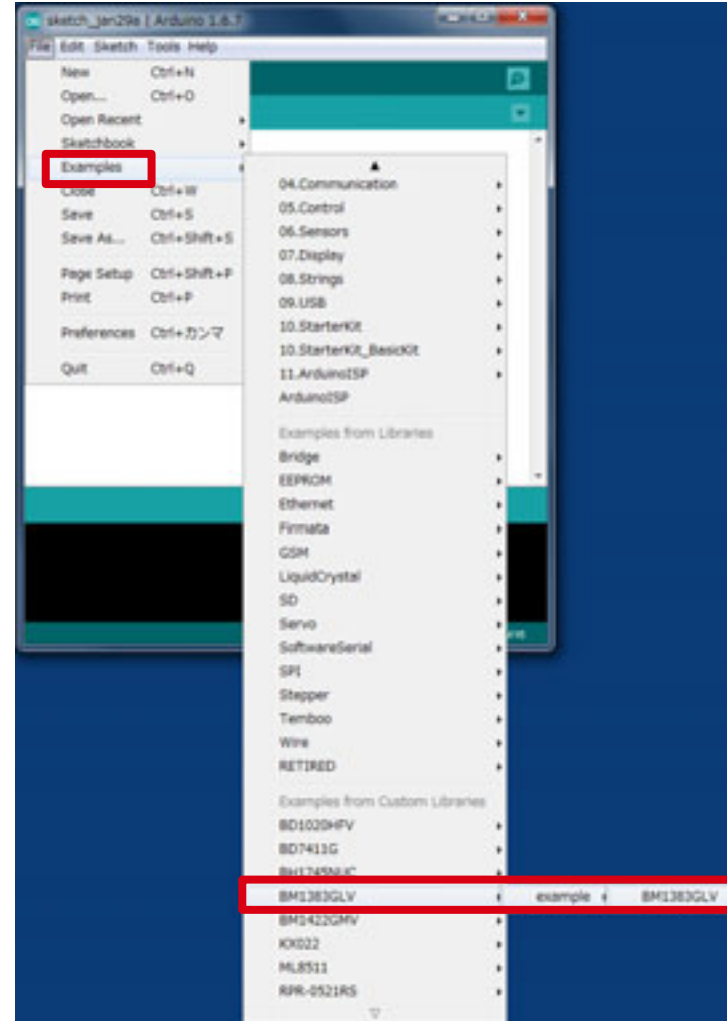 sketch_jan29a | Arduino 1.6.7
File Edit Sketch Tools Help
New Ctrl+N
Open... Ctrl+O
Open Recent
Sketchbook
Examples
Close Ctrl+W
Save Ctrl+S
Save As... Ctrl+Shift+S
Page Setup Ctrl+Shift+P
Print Ctrl+P
Preferences Ctrl+カンマ
Quit Ctrl+Q
04.Communication
05.Control
06.Sensors
07.Display
08.Strings
09.USB
10.StarterKit
10.StarterKit_BasicKit
11.ArduinoISP
ArduinoISP
Examples from Libraries
Bridge
EEPROM
Ethernet
Firmata
GSM
LiquidCrystal
SD
Servo
SoftwareSerial
SPI
Stepper
Temboo
Wire
RETIRED
Examples from Custom Libraries
BD1020HFV
BD7411G
BH1745NUC
BM1383GLV example BM1383GLV
BM1422GMV
KX022
ML8511
RPR-0521RS